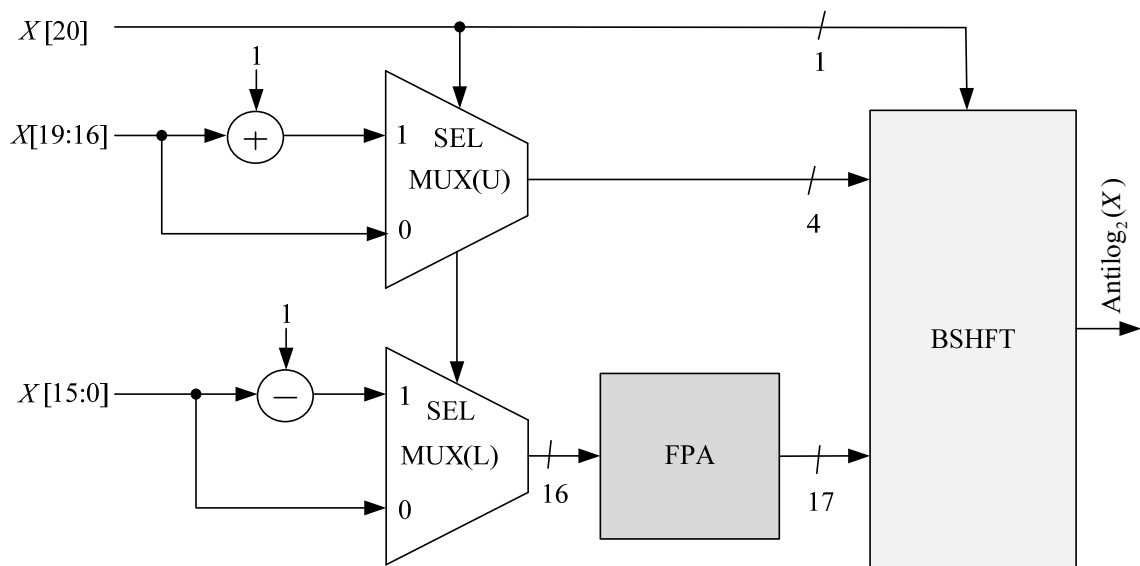 X [20]
1
1
X[19:16]
+
1
SEL
MUX(U)
0
4
Antilog₂(X)
BSHFT
1
X [15:0]
−
1
SEL
MUX(L)
0
16
FPA
17